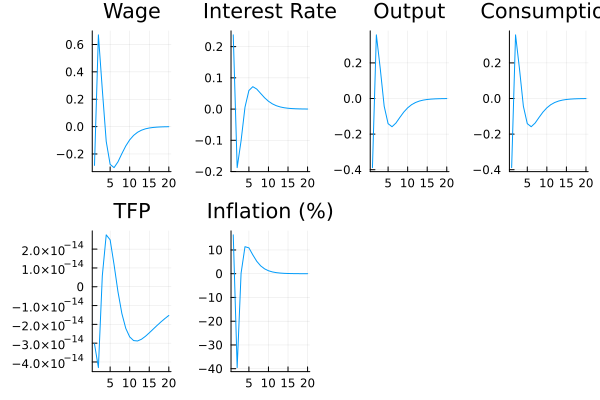 Wage
0.6
0.4
0.2
0.0
−0.2
5 10 15 20
Interest Rate
0.2
0.1
0.0
−0.1
−0.2
5 10 15 20
Output
0.2
0.0
−0.2
−0.4
5 10 15 20
Consumptio
0.2
0.0
−0.2
−0.4
5 10 15 20
TFP
2.0×10⁻¹⁴
1.0×10⁻¹⁴
0
−1.0×10⁻¹⁴
−2.0×10⁻¹⁴
−3.0×10⁻¹⁴
−4.0×10⁻¹⁴
5 10 15 20
Inflation (%)
10
0
−10
−20
−30
−40
5 10 15 20